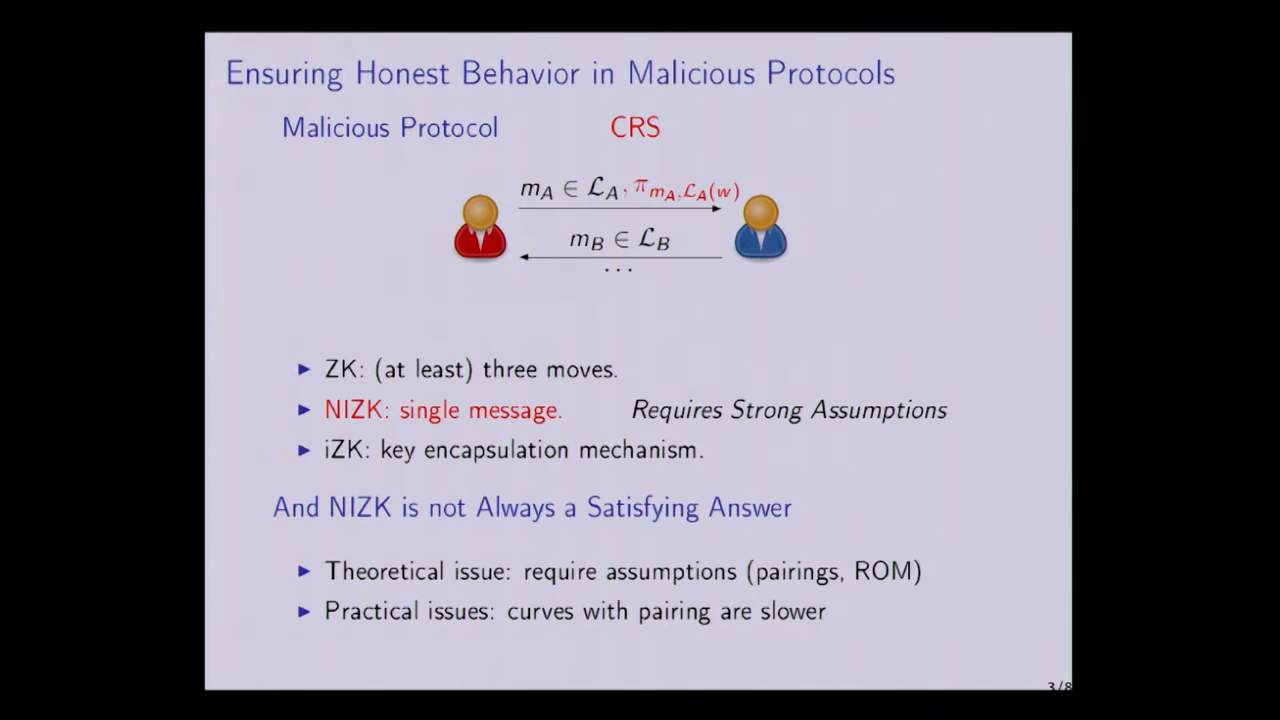 Ensuring Honest Behavior in Malicious Protocols
Malicious Protocol CRS
m_A ∈ ℒ_A, π_{m_A,ℒ_A(w)}
m_B ∈ ℒ_B
...
► ZK: (at least) three moves.
► NIZK: single message. Requires Strong Assumptions
► iZK: key encapsulation mechanism.
And NIZK is not Always a Satisfying Answer
► Theoretical issue: require assumptions (pairings, ROM)
► Practical issues: curves with pairing are slower
3/8